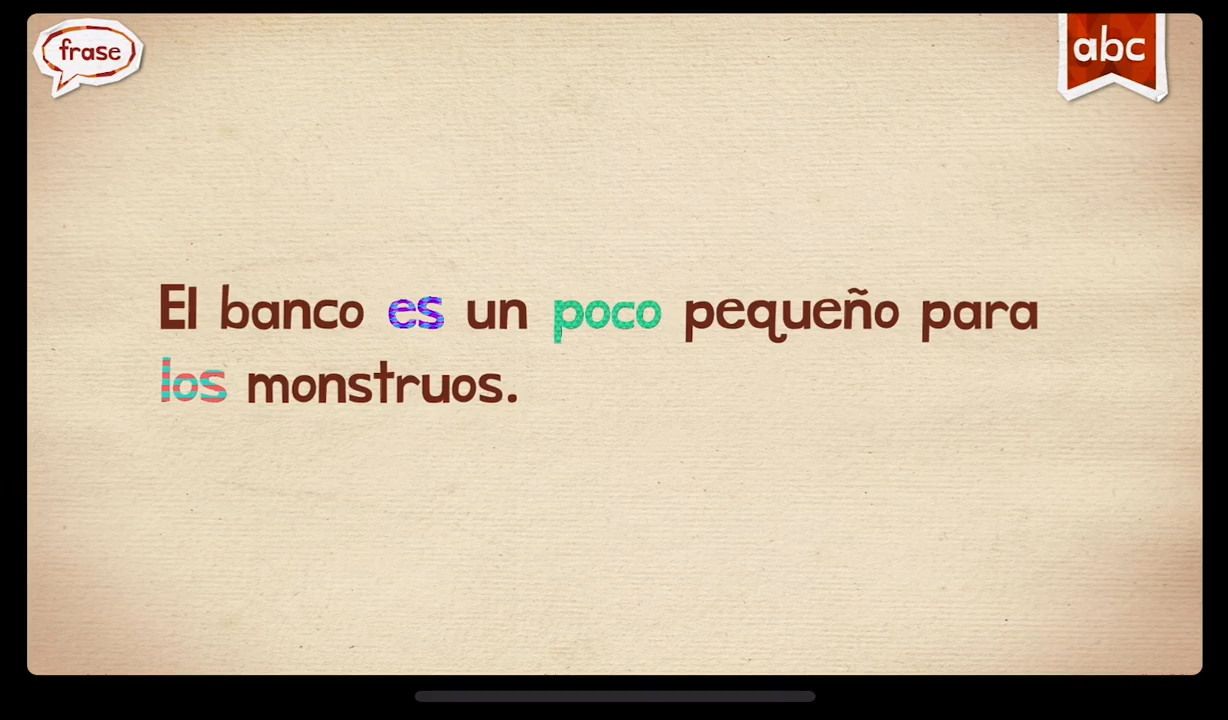 frase
abc
El banco es un poco pequeño para
los monstruos.